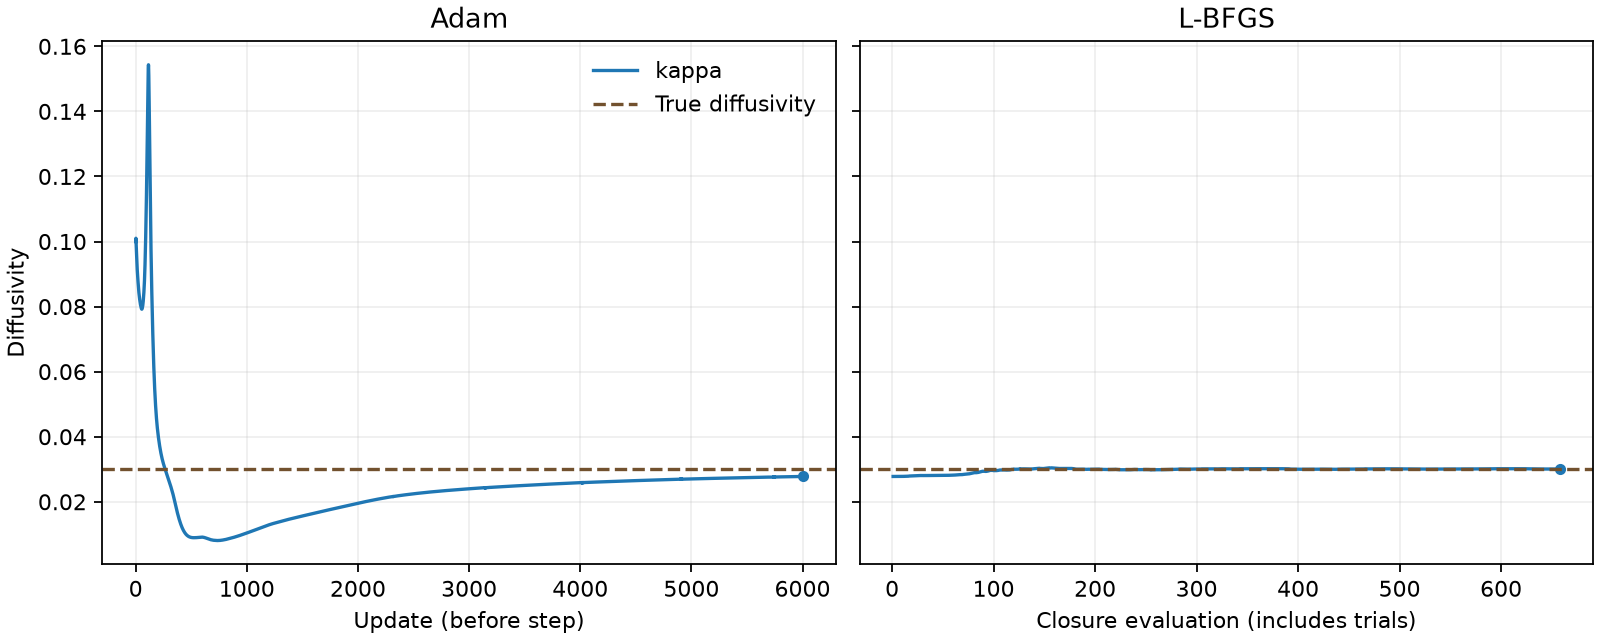 Adam
L-BFGS
0.16
0.14
0.12
0.10
0.08
0.06
0.04
0.02
Diffusivity
kappa
True diffusivity
0 1000 2000 3000 4000 5000 6000
0 100 200 300 400 500 600
Update (before step)
Closure evaluation (includes trials)